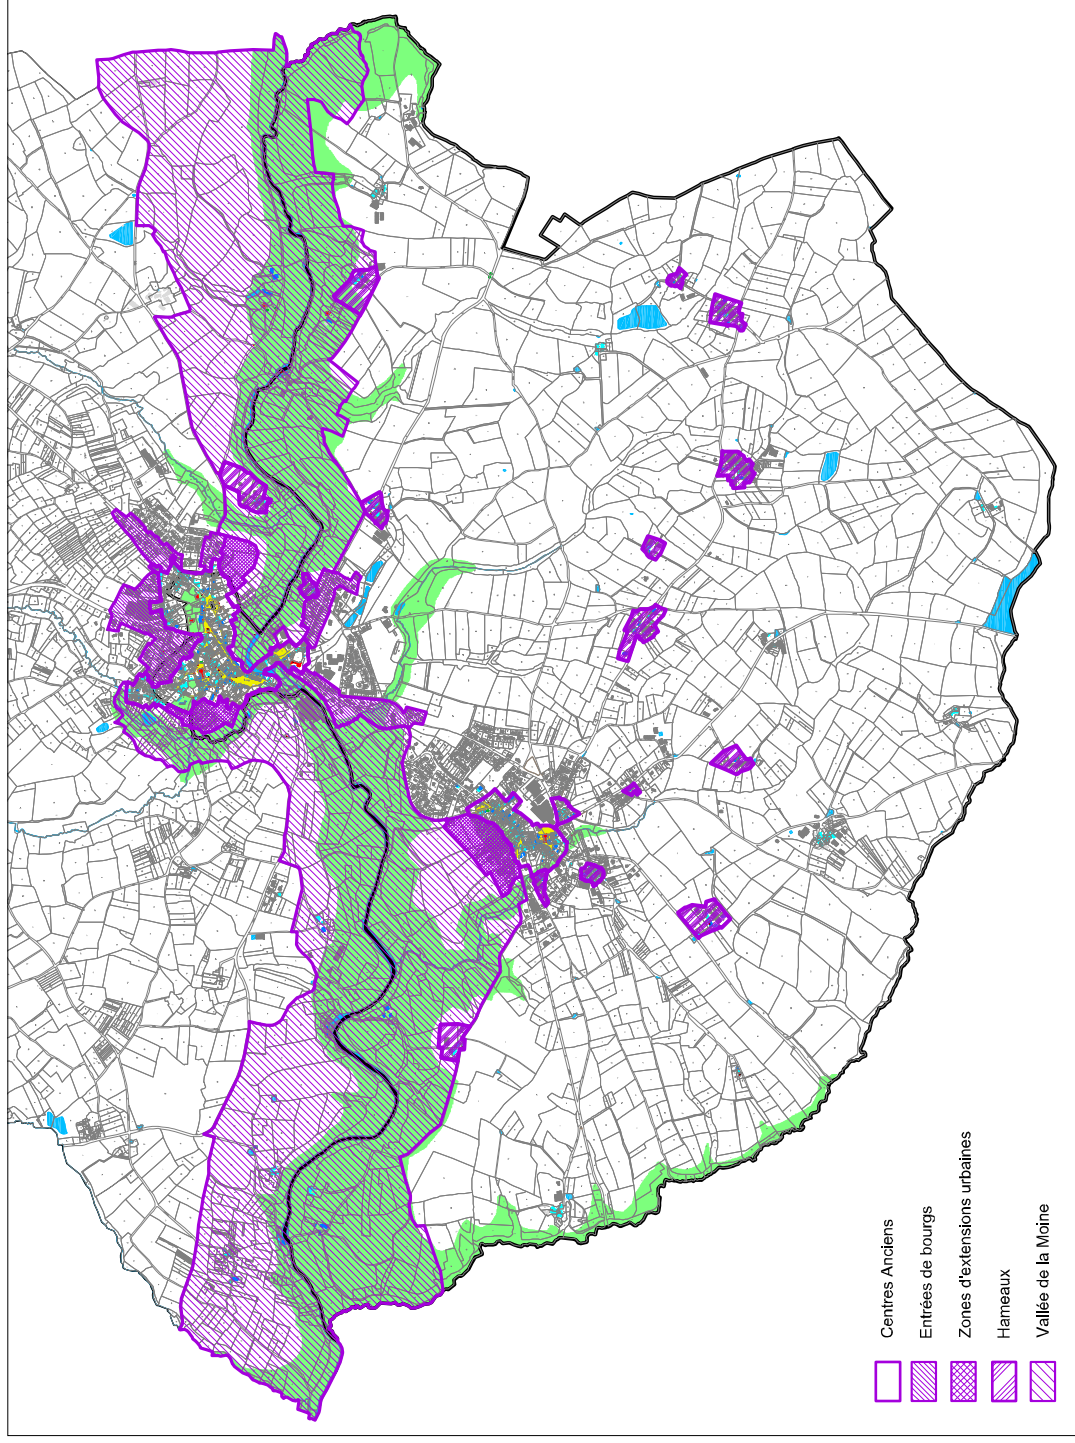 Centres Anciens
Entrées de bourgs
Zones d'extensions urbaines
Hameaux
Vallée de la Moine